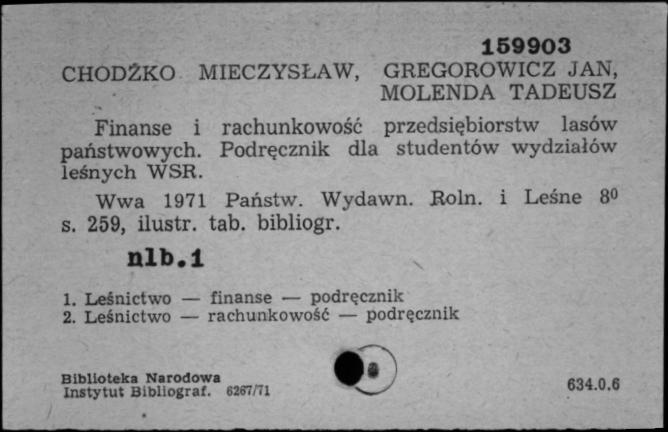 159903
CHODŹKO MIECZYSŁAW, GREGOROWICZ JAN,
MOLENDA TADEUSZ
Finanse i rachunkowość przedsiębiorstw lasów
państwowych. Podręcznik dla studentów wydziałów
leśnych WSR.
Wwa 1971 Państw. Wydawn. Roln. i Leśne 8⁰
s. 259, ilustr. tab. bibliogr.
nlb.1
1. Leśnictwo — finanse — podręcznik
2. Leśnictwo — rachunkowość — podręcznik
Biblioteka Narodowa
Instytut Bibliograf. 6267/71
634.0.6